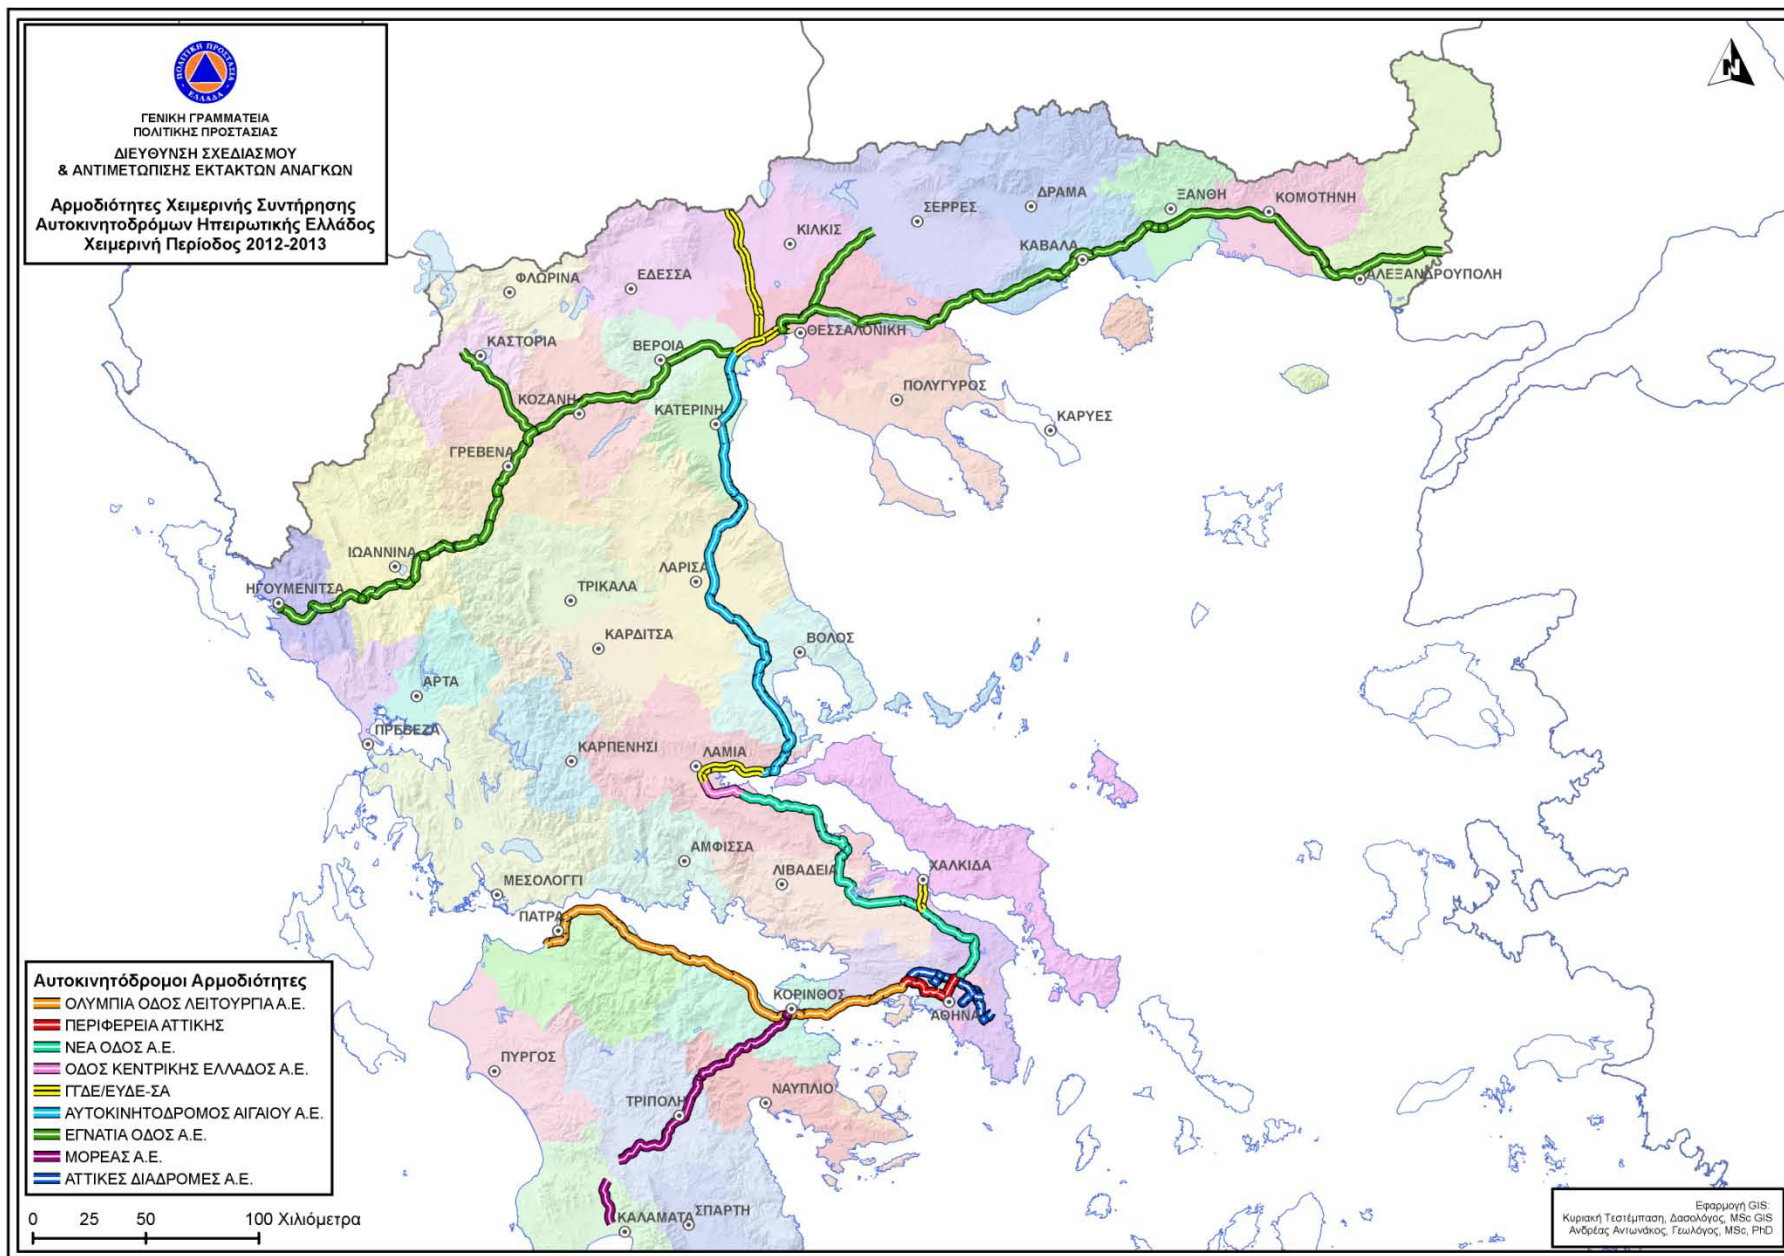 ΠΟΛΙΤΙΚΗ ΠΡΟΣΤΑΣΙΑ
ΕΛΛΑΔΑ
ΓΕΝΙΚΗ ΓΡΑΜΜΑΤΕΙΑ
ΠΟΛΙΤΙΚΗΣ ΠΡΟΣΤΑΣΙΑΣ
ΔΙΕΥΘΥΝΣΗ ΣΧΕΔΙΑΣΜΟΥ
& ΑΝΤΙΜΕΤΩΠΙΣΗΣ ΕΚΤΑΚΤΩΝ ΑΝΑΓΚΩΝ
Αρμοδιότητες Χειμερινής Συντήρησης
Αυτοκινητοδρόμων Ηπειρωτικής Ελλάδος
Χειμερινή Περίοδος 2012-2013
N
ΞΑΝΘΗ
ΔΡΑΜΑ
ΚΟΜΟΤΗΝΗ
ΣΕΡΡΕΣ
ΚΙΛΚΙΣ
ΚΑΒΑΛΑ
ΦΛΩΡΙΝΑ
ΕΔΕΣΣΑ
ΑΛΕΞΑΝΔΡΟΥΠΟΛΗ
ΘΕΣΣΑΛΟΝΙΚΗ
ΚΑΣΤΟΡΙΑ
ΒΕΡΟΙΑ
ΠΟΛΥΓΥΡΟΣ
ΚΟΖΑΝΗ
ΚΑΤΕΡΙΝΗ
ΚΑΡΥΕΣ
ΓΡΕΒΕΝΑ
ΙΩΑΝΝΙΝΑ
ΛΑΡΙΣΑ
ΗΓΟΥΜΕΝΙΤΣΑ
ΤΡΙΚΑΛΑ
ΚΑΡΔΙΤΣΑ
ΒΟΛΟΣ
ΑΡΤΑ
ΠΡΕΒΕΖΑ
ΚΑΡΠΕΝΗΣΙ
ΛΑΜΙΑ
ΑΜΦΙΣΣΑ
ΛΙΒΑΔΕΙΑ
ΧΑΛΚΙΔΑ
ΜΕΣΟΛΟΓΓΙ
ΠΑΤΡΑ
ΚΟΡΙΝΘΟΣ
ΑΘΗΝΑ
ΠΥΡΓΟΣ
ΝΑΥΠΛΙΟ
ΤΡΙΠΟΛΗ
ΣΠΑΡΤΗ
ΚΑΛΑΜΑΤΑ
Αυτοκινητόδρομοι Αρμοδιότητες
ΟΛΥΜΠΙΑ ΟΔΟΣ ΛΕΙΤΟΥΡΓΙΑ Α.Ε.
ΠΕΡΙΦΕΡΕΙΑ ΑΤΤΙΚΗΣ
ΝΕΑ ΟΔΟΣ Α.Ε.
ΟΔΟΣ ΚΕΝΤΡΙΚΗΣ ΕΛΛΑΔΟΣ Α.Ε.
ΓΓΔΕ/ΕΥΔΕ-ΣΑ
ΑΥΤΟΚΙΝΗΤΟΔΡΟΜΟΣ ΑΙΓΑΙΟΥ Α.Ε.
ΕΓΝΑΤΙΑ ΟΔΟΣ Α.Ε.
ΜΟΡΕΑΣ Α.Ε.
ΑΤΤΙΚΕΣ ΔΙΑΔΡΟΜΕΣ Α.Ε.
0 25 50 100 Χιλιόμετρα
Εφαρμογή GIS:
Κυριακή Τεστέμπαση, Δασολόγος, MSc GIS
Ανδρέας Αντωνάκος, Γεωλόγος, MSc, PhD